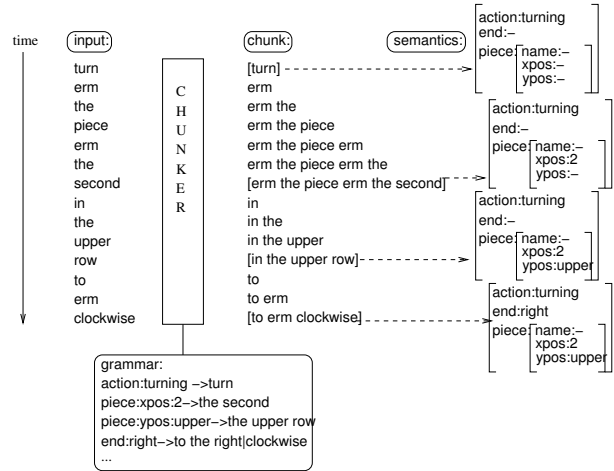 time
input:
chunk:
semantics:
turn
erm
the
piece
erm
the
second
in
the
upper
row
to
erm
clockwise
C
H
U
N
K
E
R
[turn]
erm
erm the
erm the piece
erm the piece erm
erm the piece erm the
[erm the piece erm the second]
in
in the
in the upper
[in the upper row]
to
to erm
[to erm clockwise]
action:turning
end:–
piece: name:–
xpos:–
ypos:–
action:turning
end:–
piece: name:–
xpos:2
ypos:–
action:turning
end:–
piece: name:–
xpos:2
ypos:upper
action:turning
end:right
piece: name:–
xpos:2
ypos:upper
grammar:
action:turning –>turn
piece:xpos:2–>the second
piece:ypos:upper–>the upper row
end:right–>to the right|clockwise
...